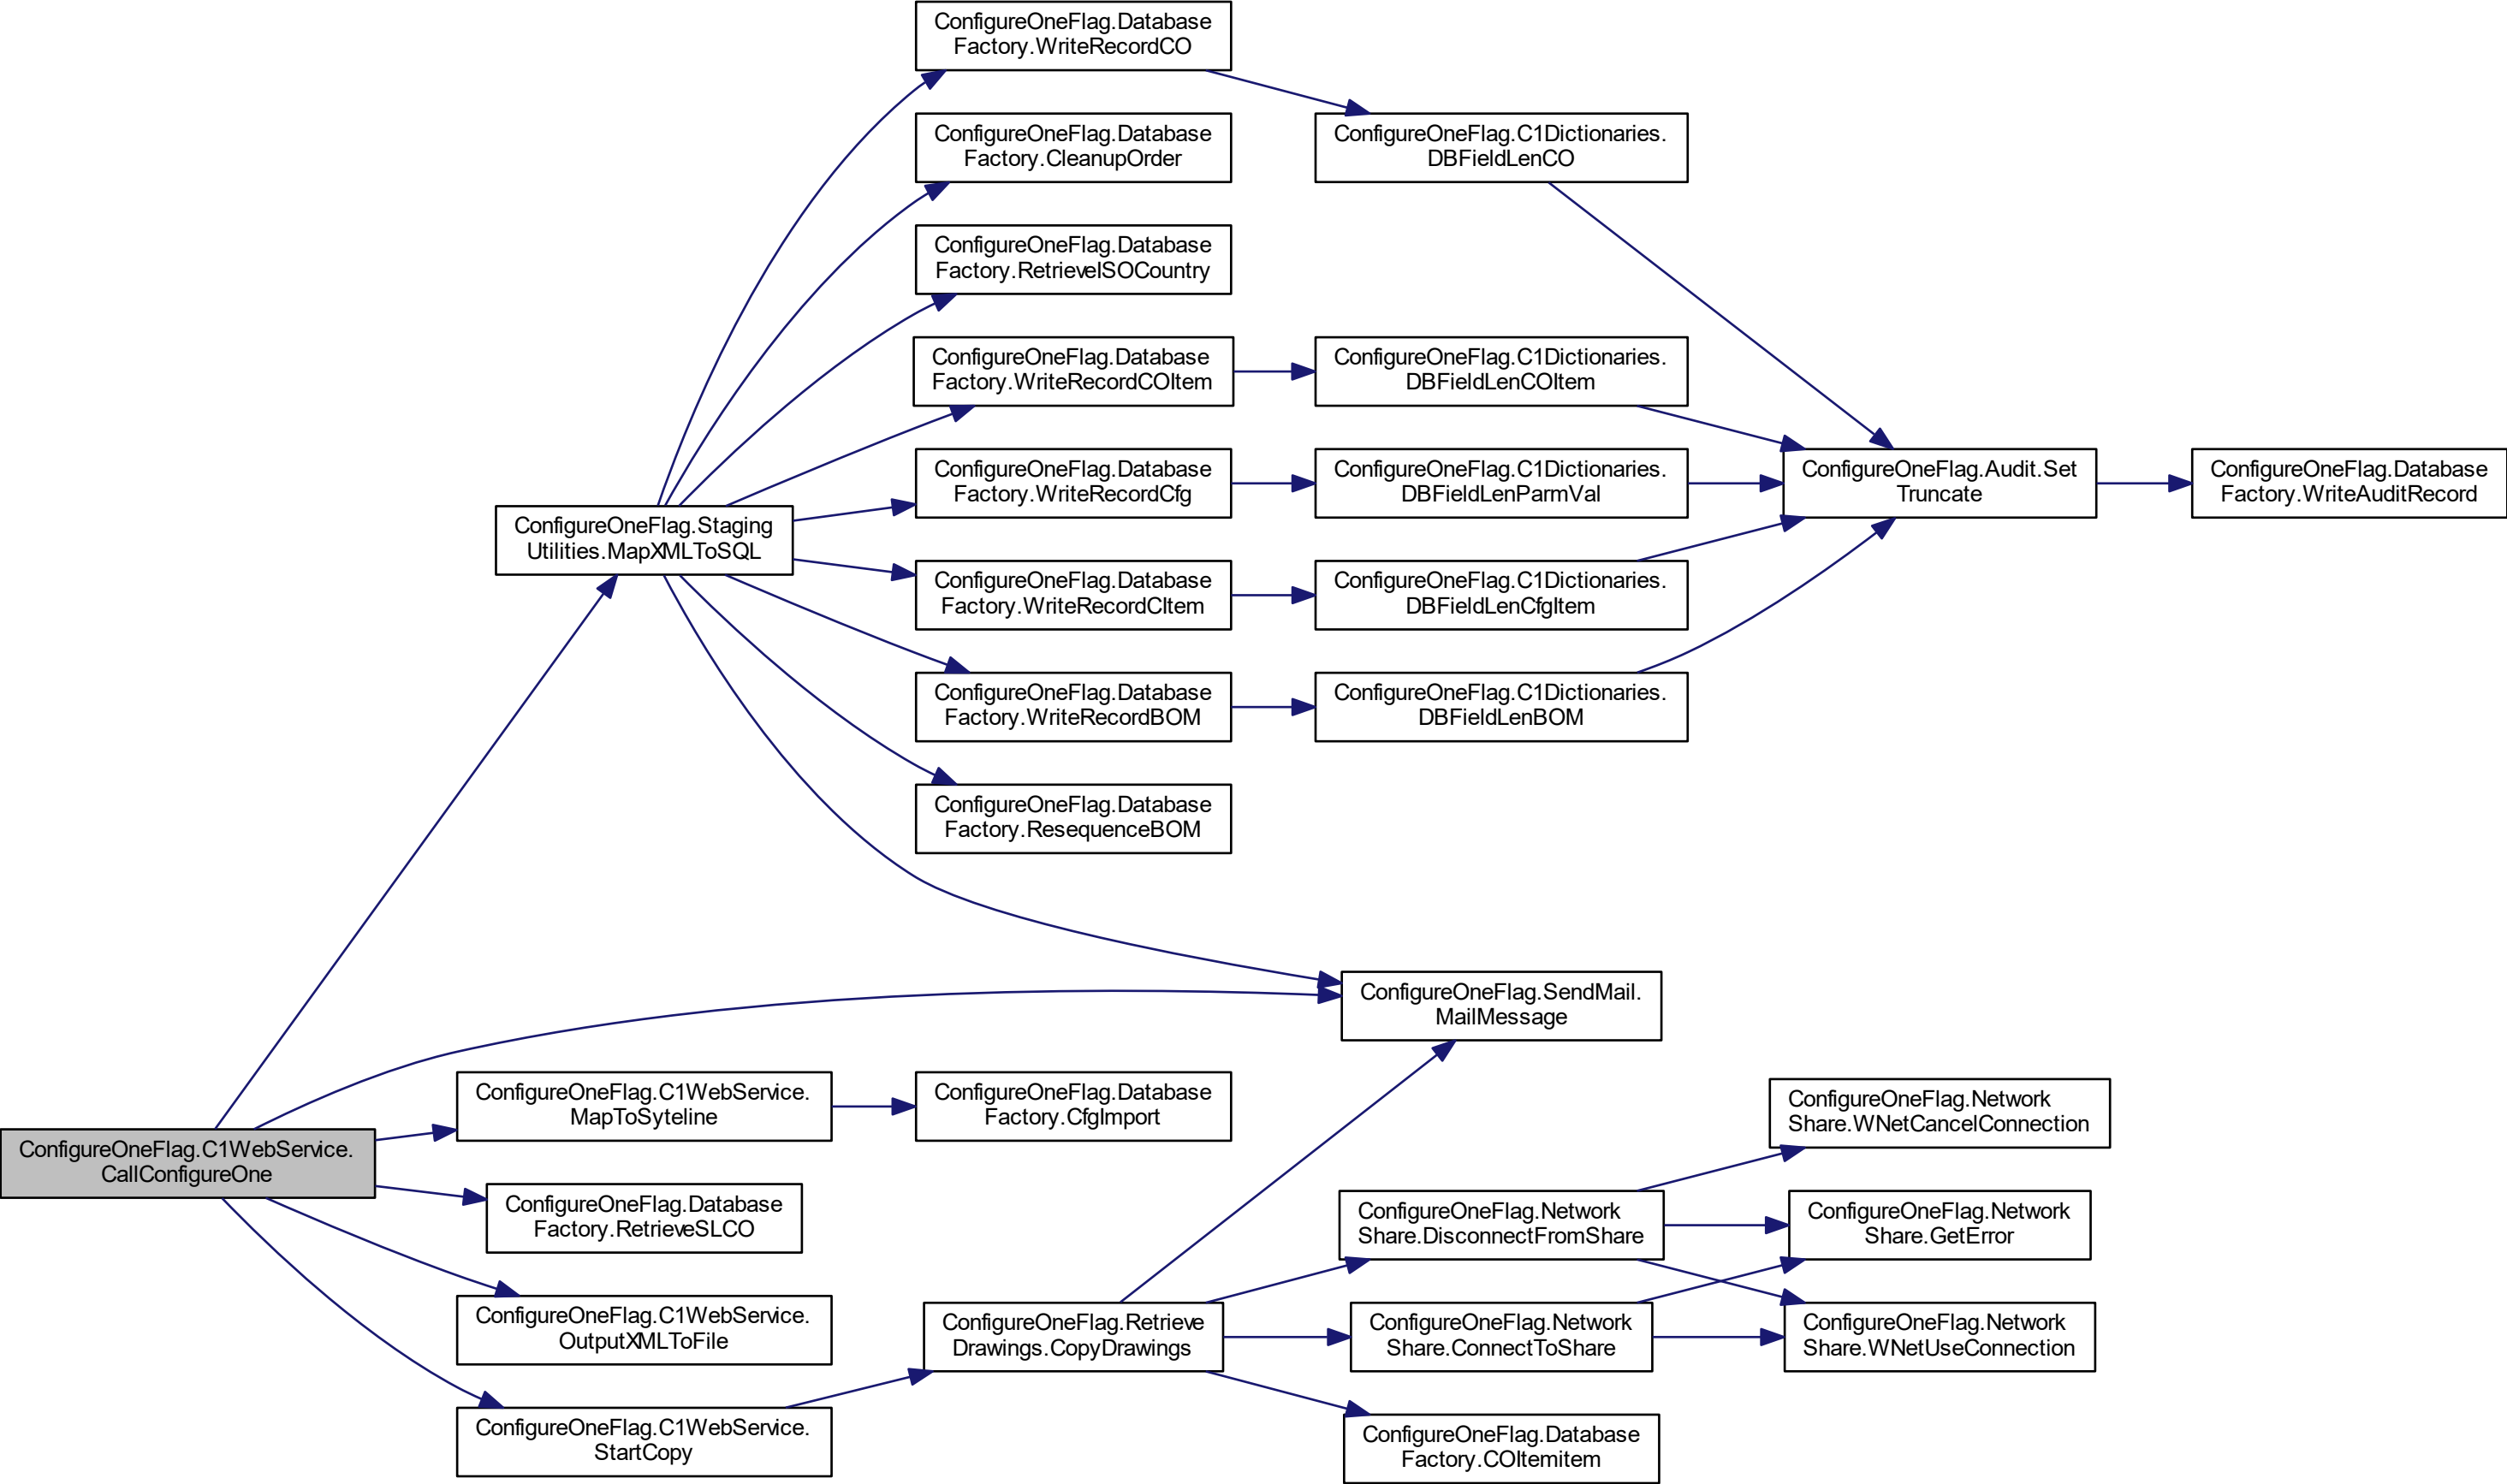 ConfigureOneFlag.Database
Factory.WriteRecordCO
ConfigureOneFlag.Database
Factory.CleanupOrder
ConfigureOneFlag.C1Dictionaries.
DBFieldLenCO
ConfigureOneFlag.Database
Factory.RetrieveISOCountry
ConfigureOneFlag.Database
Factory.WriteRecordCOItem
ConfigureOneFlag.C1Dictionaries.
DBFieldLenCOItem
ConfigureOneFlag.Database
Factory.WriteRecordCfg
ConfigureOneFlag.C1Dictionaries.
DBFieldLenParmVal
ConfigureOneFlag.Audit.Set
Truncate
ConfigureOneFlag.Database
Factory.WriteAuditRecord
ConfigureOneFlag.Staging
Utilities.MapXMLToSQL
ConfigureOneFlag.Database
Factory.WriteRecordCItem
ConfigureOneFlag.C1Dictionaries.
DBFieldLenCfgItem
ConfigureOneFlag.Database
Factory.WriteRecordBOM
ConfigureOneFlag.C1Dictionaries.
DBFieldLenBOM
ConfigureOneFlag.Database
Factory.ResequenceBOM
ConfigureOneFlag.SendMail.
MailMessage
ConfigureOneFlag.C1WebService.
MapToSyteline
ConfigureOneFlag.Database
Factory.CfgImport
ConfigureOneFlag.Network
Share.WNetCancelConnection
ConfigureOneFlag.C1WebService.
CallConfigureOne
ConfigureOneFlag.Database
Factory.RetrieveSLCO
ConfigureOneFlag.Network
Share.DisconnectFromShare
ConfigureOneFlag.Network
Share.GetError
ConfigureOneFlag.C1WebService.
OutputXMLToFile
ConfigureOneFlag.Retrieve
Drawings.CopyDrawings
ConfigureOneFlag.Network
Share.ConnectToShare
ConfigureOneFlag.Network
Share.WNetUseConnection
ConfigureOneFlag.C1WebService.
StartCopy
ConfigureOneFlag.Database
Factory.COItemitem